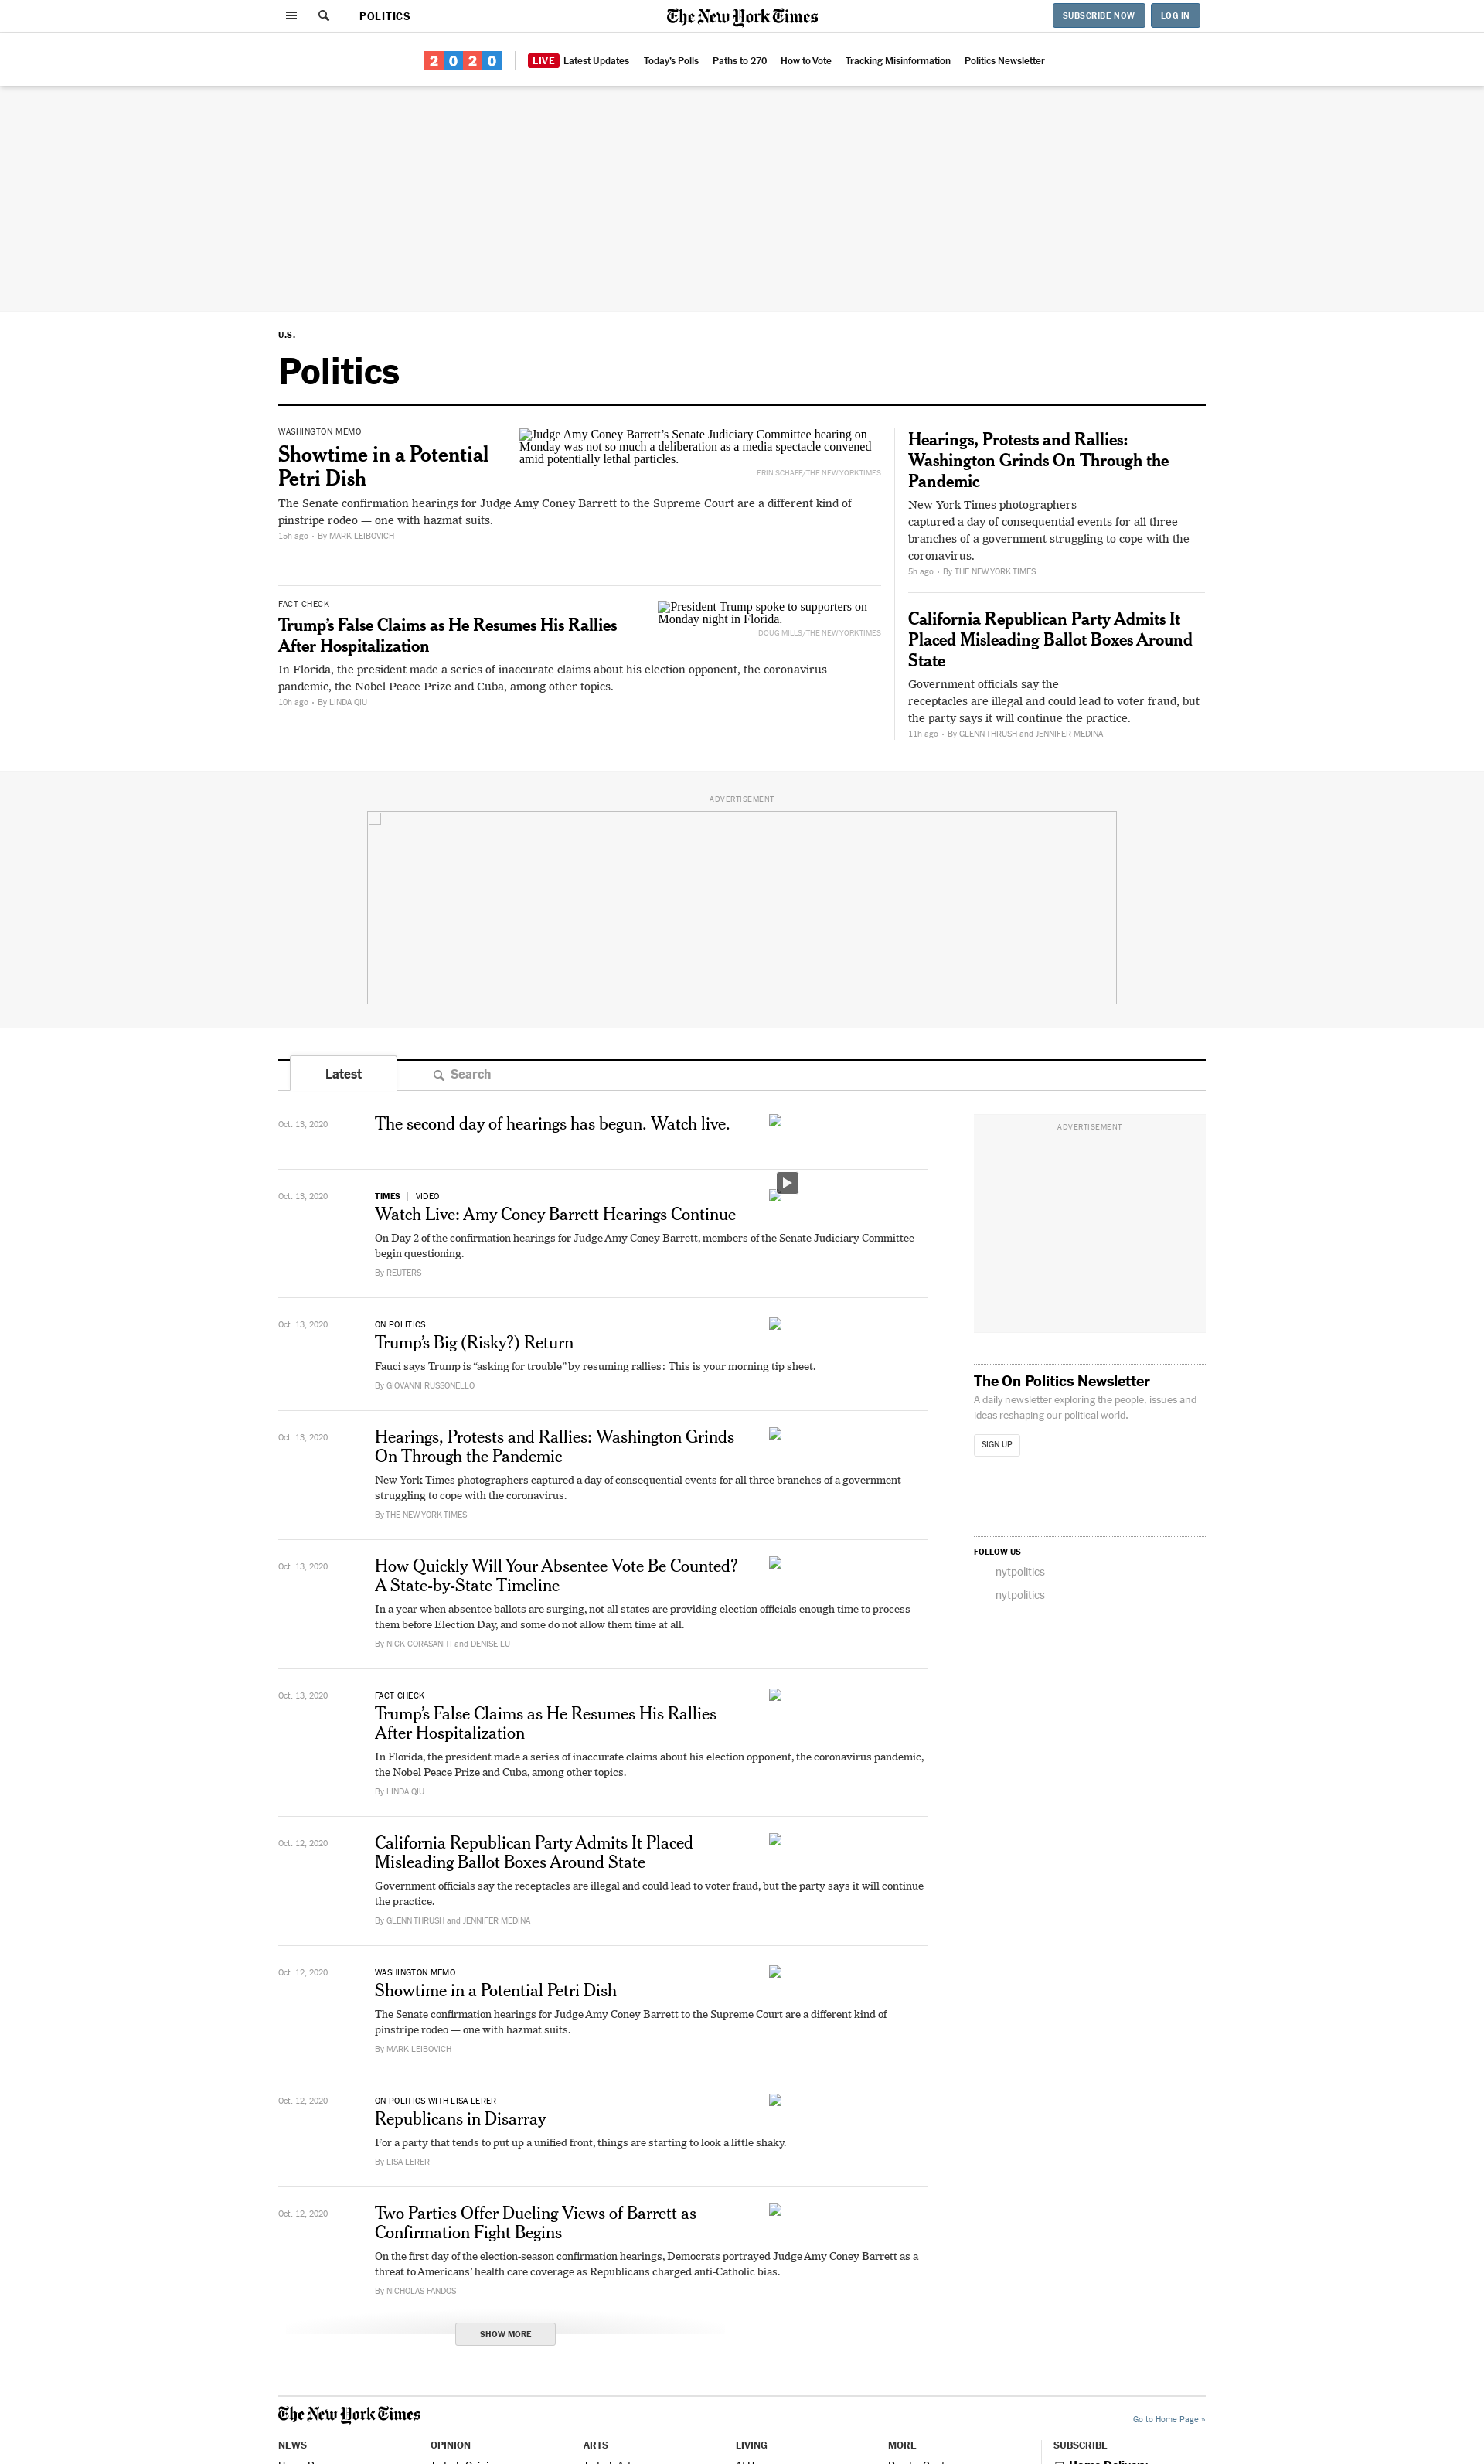 POLITICS
The New York Times
SUBSCRIBE NOW
LOG IN
2020
LIVE Latest Updates
Today's Polls
Paths to 270
How to Vote
Tracking Misinformation
Politics Newsletter
U.S.
Politics
WASHINGTON MEMO
Showtime in a Potential
Petri Dish
Judge Amy Coney Barrett’s Senate Judiciary Committee hearing on
Monday was not so much a deliberation as a media spectacle convened
amid potentially lethal particles.
ERIN SCHAFF/THE NEW YORK TIMES
The Senate confirmation hearings for Judge Amy Coney Barrett to the Supreme Court are a different kind of
pinstripe rodeo — one with hazmat suits.
15h ago • By MARK LEIBOVICH
FACT CHECK
Trump’s False Claims as He Resumes His Rallies
After Hospitalization
President Trump spoke to supporters on
Monday night in Florida.
DOUG MILLS/THE NEW YORK TIMES
In Florida, the president made a series of inaccurate claims about his election opponent, the coronavirus
pandemic, the Nobel Peace Prize and Cuba, among other topics.
10h ago • By LINDA QIU
Hearings, Protests and Rallies:
Washington Grinds On Through the
Pandemic
New York Times photographers
captured a day of consequential events for all three
branches of a government struggling to cope with the
coronavirus.
5h ago • By THE NEW YORK TIMES
California Republican Party Admits It
Placed Misleading Ballot Boxes Around
State
Government officials say the
receptacles are illegal and could lead to voter fraud, but
the party says it will continue the practice.
11h ago • By GLENN THRUSH and JENNIFER MEDINA
ADVERTISEMENT
Latest
Search
Oct. 13, 2020
The second day of hearings has begun. Watch live.
Oct. 13, 2020
TIMES | VIDEO
Watch Live: Amy Coney Barrett Hearings Continue
On Day 2 of the confirmation hearings for Judge Amy Coney Barrett, members of the Senate Judiciary Committee
begin questioning.
By REUTERS
Oct. 13, 2020
ON POLITICS
Trump’s Big (Risky?) Return
Fauci says Trump is “asking for trouble” by resuming rallies: This is your morning tip sheet.
By GIOVANNI RUSSONELLO
Oct. 13, 2020
Hearings, Protests and Rallies: Washington Grinds
On Through the Pandemic
New York Times photographers captured a day of consequential events for all three branches of a government
struggling to cope with the coronavirus.
By THE NEW YORK TIMES
Oct. 13, 2020
How Quickly Will Your Absentee Vote Be Counted?
A State-by-State Timeline
In a year when absentee ballots are surging, not all states are providing election officials enough time to process
them before Election Day, and some do not allow them time at all.
By NICK CORASANITI and DENISE LU
Oct. 13, 2020
FACT CHECK
Trump’s False Claims as He Resumes His Rallies
After Hospitalization
In Florida, the president made a series of inaccurate claims about his election opponent, the coronavirus pandemic,
the Nobel Peace Prize and Cuba, among other topics.
By LINDA QIU
Oct. 12, 2020
California Republican Party Admits It Placed
Misleading Ballot Boxes Around State
Government officials say the receptacles are illegal and could lead to voter fraud, but the party says it will continue
the practice.
By GLENN THRUSH and JENNIFER MEDINA
Oct. 12, 2020
WASHINGTON MEMO
Showtime in a Potential Petri Dish
The Senate confirmation hearings for Judge Amy Coney Barrett to the Supreme Court are a different kind of
pinstripe rodeo — one with hazmat suits.
By MARK LEIBOVICH
Oct. 12, 2020
ON POLITICS WITH LISA LERER
Republicans in Disarray
For a party that tends to put up a unified front, things are starting to look a little shaky.
By LISA LERER
Oct. 12, 2020
Two Parties Offer Dueling Views of Barrett as
Confirmation Fight Begins
On the first day of the election-season confirmation hearings, Democrats portrayed Judge Amy Coney Barrett as a
threat to Americans’ health care coverage as Republicans charged anti-Catholic bias.
By NICHOLAS FANDOS
SHOW MORE
ADVERTISEMENT
The On Politics Newsletter
A daily newsletter exploring the people, issues and
ideas reshaping our political world.
SIGN UP
FOLLOW US
nytpolitics
nytpolitics
The New York Times
Go to Home Page »
NEWS
OPINION
ARTS
LIVING
MORE
SUBSCRIBE